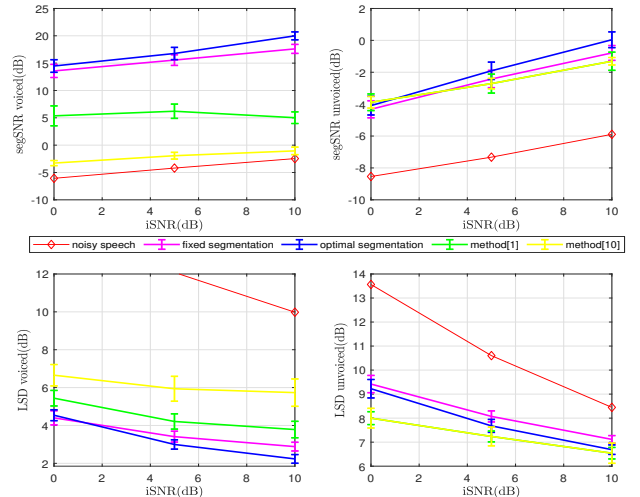 25
20
15
10
5
0
-5
-10
segSNR voiced(dB)
0 2 4 6 8 10
iSNR(dB)
2
0
-2
-4
-6
-8
-10
segSNR unvoiced(dB)
0 2 4 6 8 10
iSNR(dB)
noisy speech fixed segmentation optimal segmentation method[1] method[10]
12
10
8
6
4
2
LSD voiced(dB)
0 2 4 6 8 10
iSNR(dB)
14
13
12
11
10
9
8
7
6
LSD unvoiced(dB)
0 2 4 6 8 10
iSNR(dB)